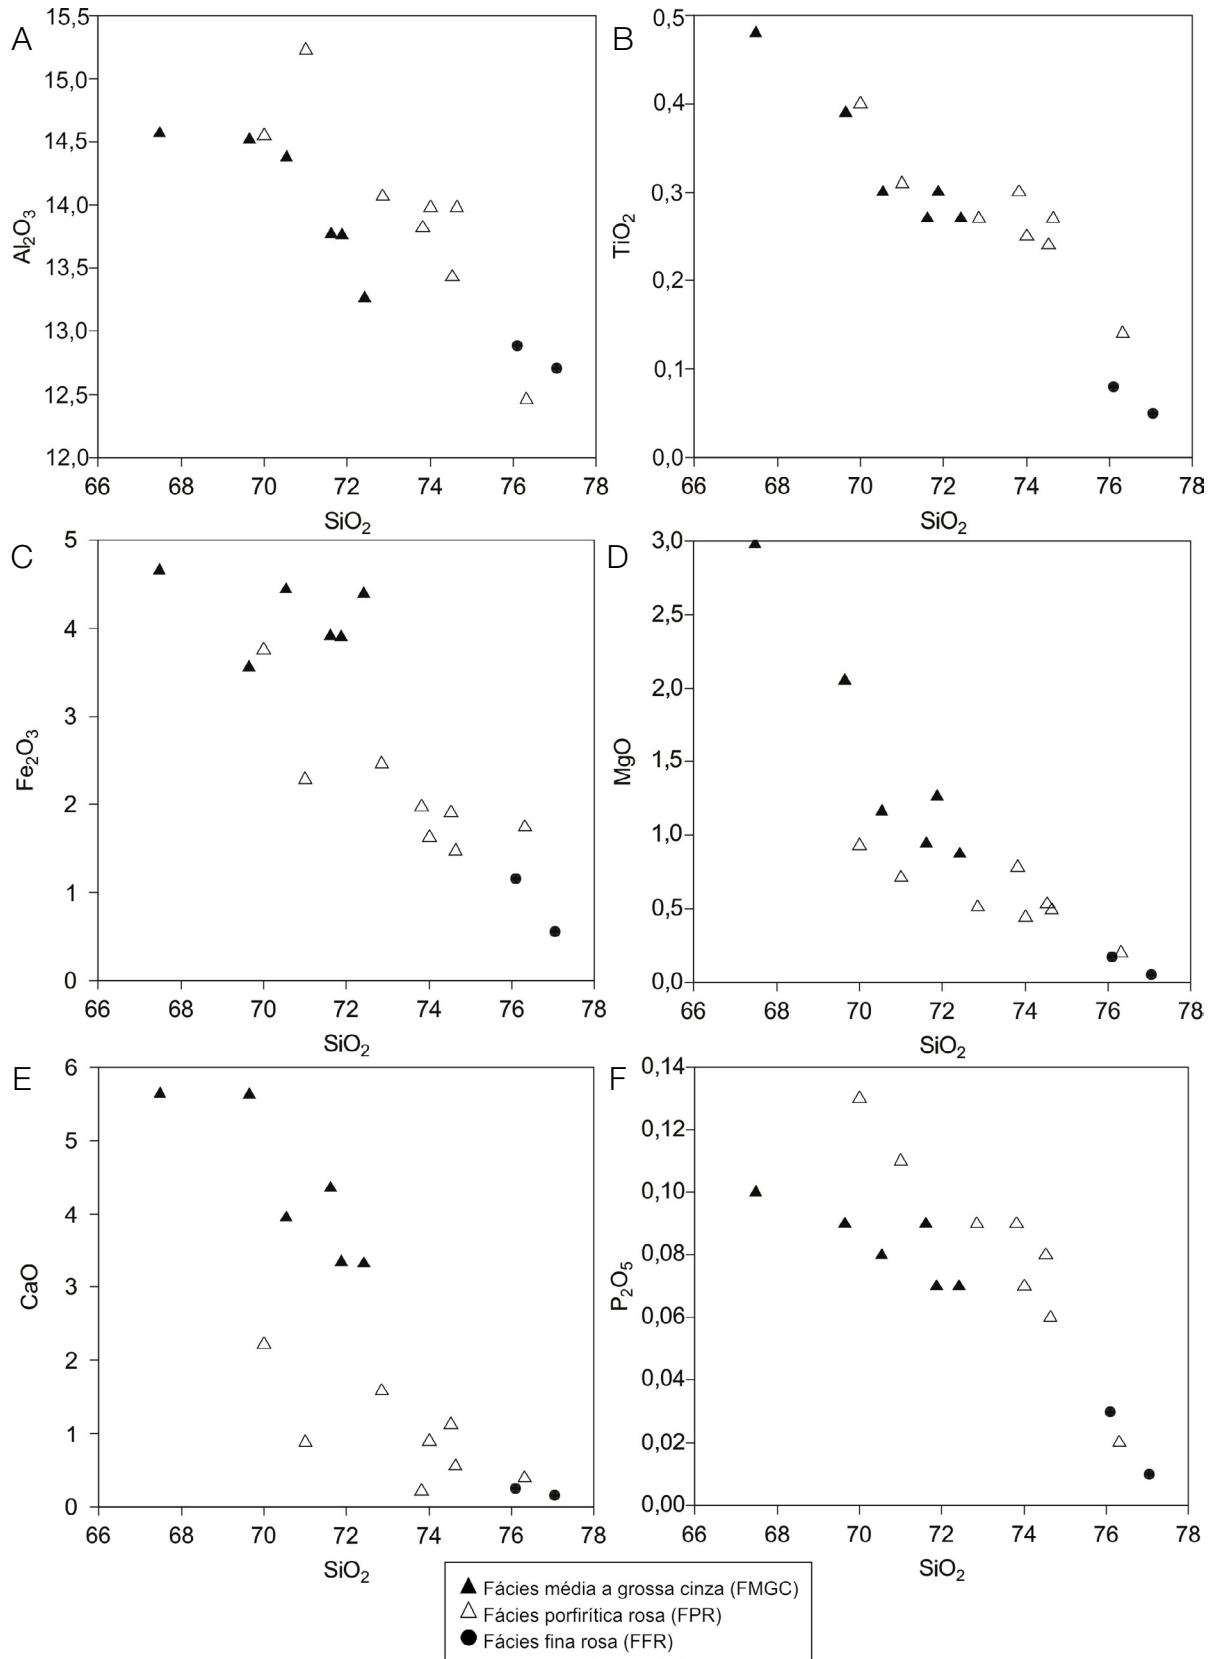 A
15,5
15,0
14,5
14,0
13,5
13,0
12,5
12,0
Al2O3
66 68 70 72 74 76 78
SiO2
B
0,5
0,4
0,3
0,2
0,1
0,0
TiO2
66 68 70 72 74 76 78
SiO2
C
5
4
3
2
1
0
Fe2O3
66 68 70 72 74 76 78
SiO2
D
3,0
2,5
2,0
1,5
1,0
0,5
0,0
MgO
66 68 70 72 74 76 78
SiO2
E
6
5
4
3
2
1
0
CaO
66 68 70 72 74 76 78
SiO2
F
0,14
0,12
0,10
0,08
0,06
0,04
0,02
0,00
P2O5
66 68 70 72 74 76 78
SiO2
Fácies média a grossa cinza (FMGC)
Fácies porfirítica rosa (FPR)
Fácies fina rosa (FFR)